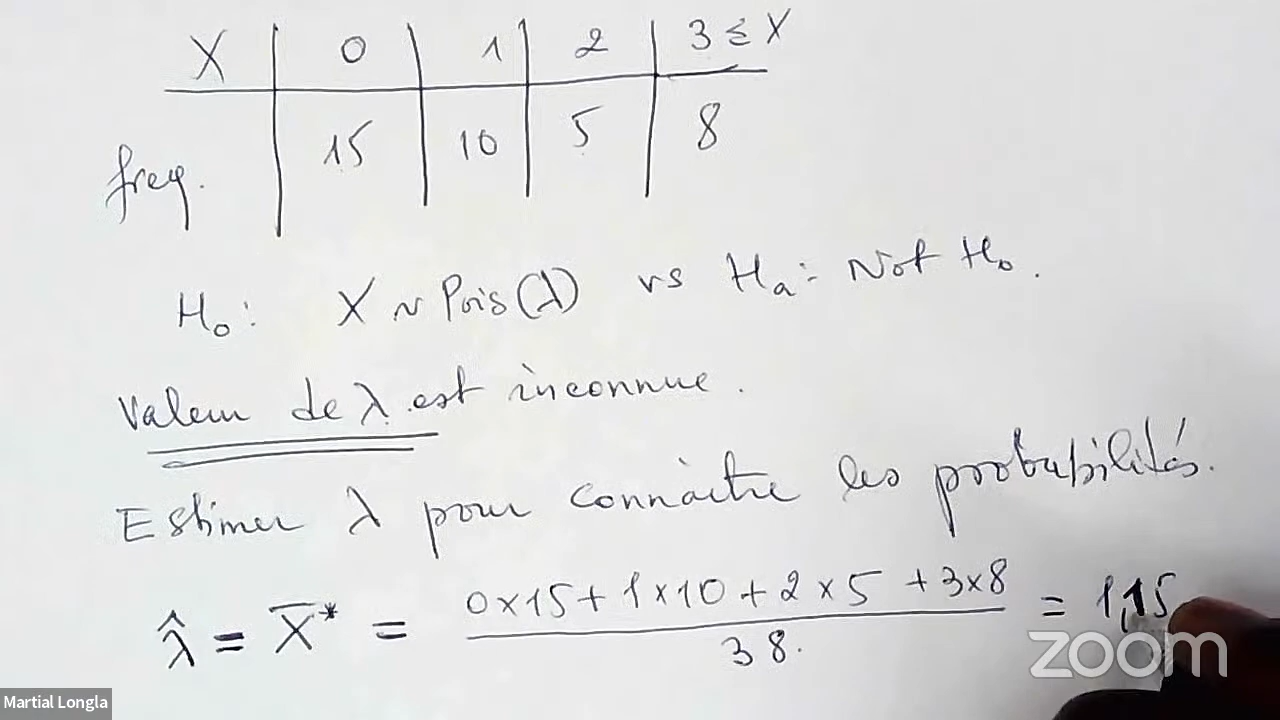 X 0 1 2 3 ≤ X
freq. 15 10 5 8
H₀ : X ~ Pois(λ) vs Hₐ : Not H₀ .
Valeur de λ est inconnue .
Estimer λ pour connaître les probabilités.
λ̂ = X̄* = (0×15 + 1×10 + 2×5 + 3×8) / 38. = 1,15
zoom
Martial Longla